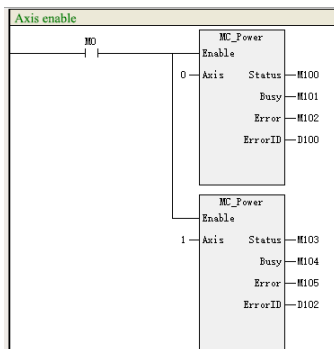 Axis enable
M0
MC_Power
Enable
0 Axis Status M100
Busy M101
Error M102
ErrorID D100
MC_Power
Enable
1 Axis Status M103
Busy M104
Error M105
ErrorID D102